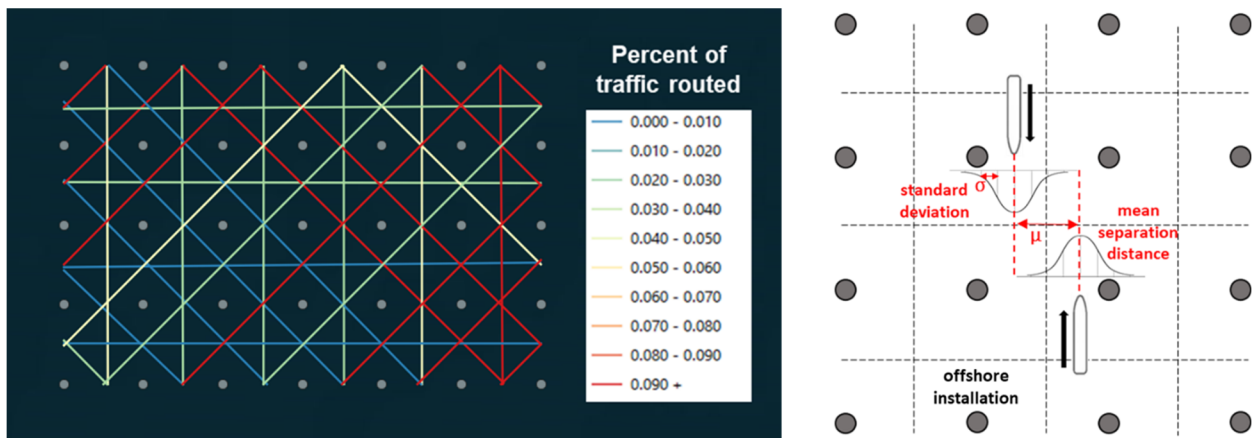 Percent of
traffic routed
0.000 - 0.010
0.010 - 0.020
0.020 - 0.030
0.030 - 0.040
0.040 - 0.050
0.050 - 0.060
0.060 - 0.070
0.070 - 0.080
0.080 - 0.090
0.090 +
σ
standard
deviation
μ
mean
separation
distance
offshore
installation